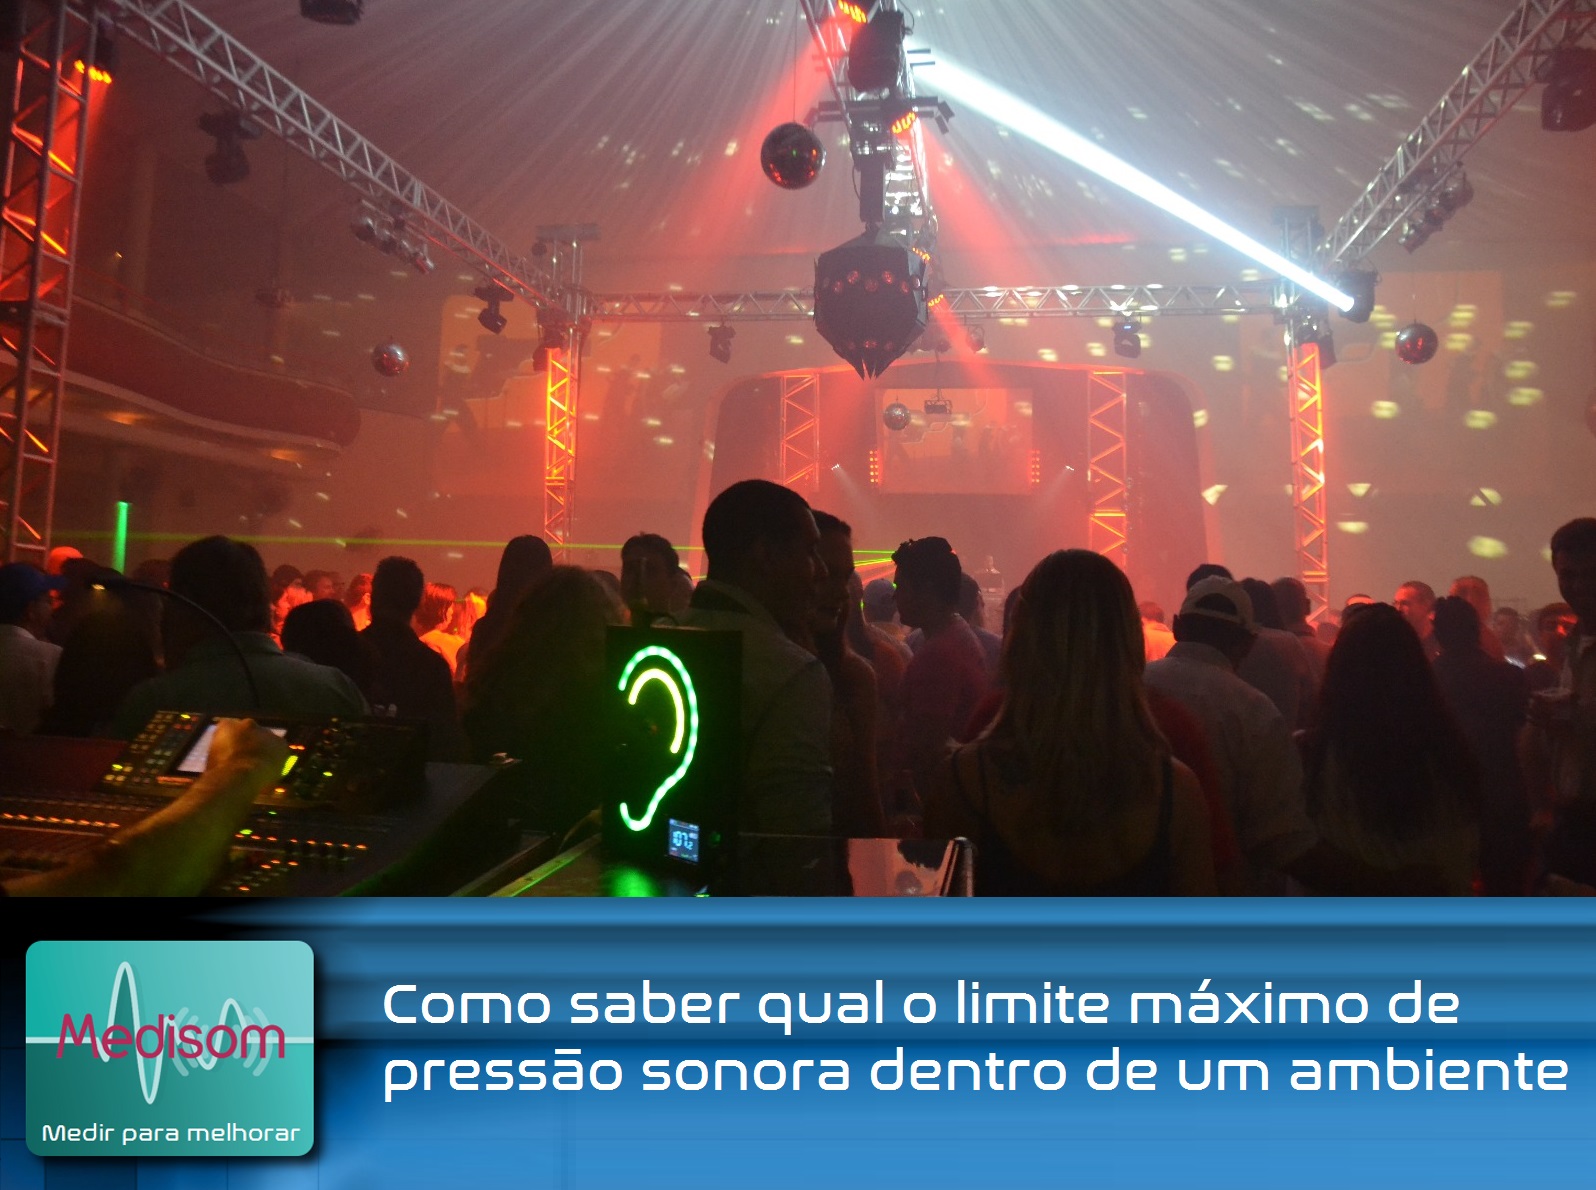 107.2
Medisom
Medir para melhorar
Como saber qual o limite máximo de
pressão sonora dentro de um ambiente